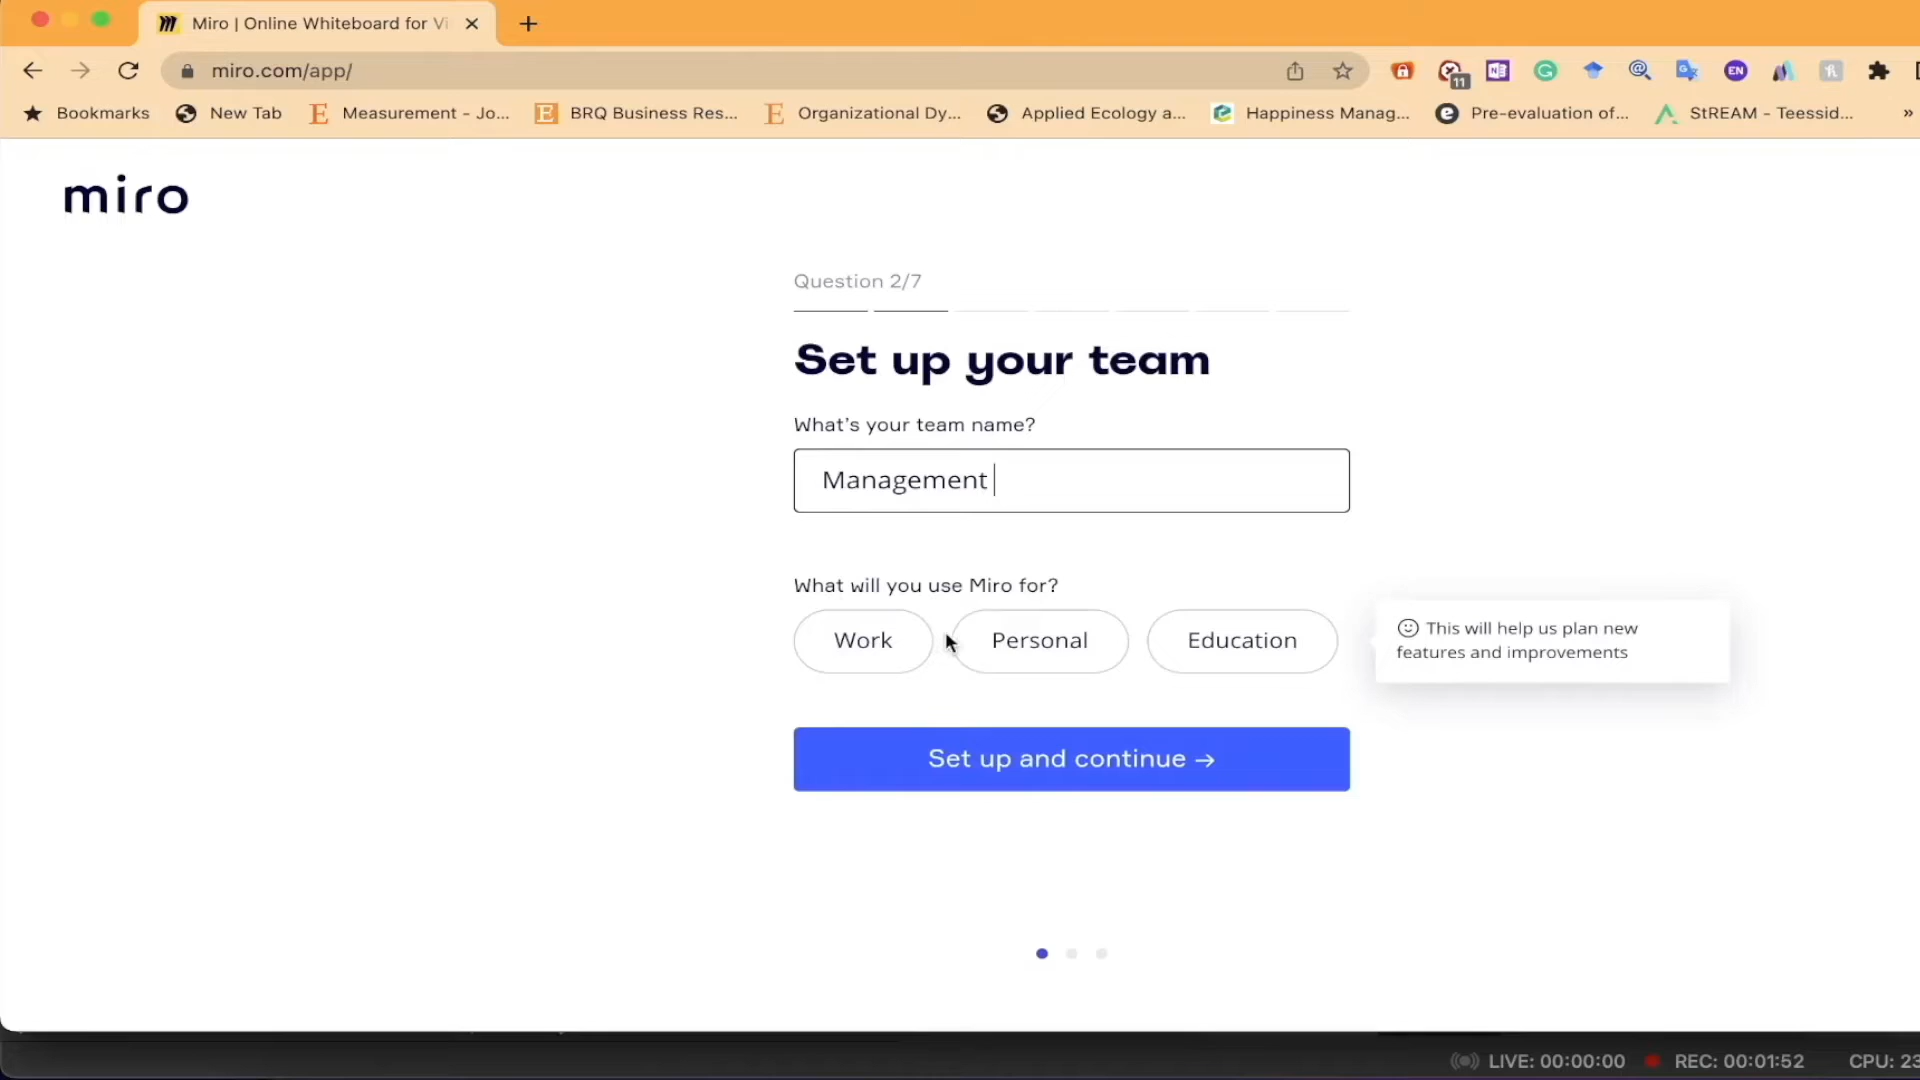 Miro | Online Whiteboard for Vi
miro.com/app/
11
EN
Bookmarks
New Tab
Measurement - Jo...
BRQ Business Res...
Organizational Dy...
Applied Ecology a...
Happiness Manag...
Pre-evaluation of...
StREAM - Teessid...
»
miro
Question 2/7
Set up your team
What's your team name?
Management
What will you use Miro for?
Work
Personal
Education
This will help us plan new
features and improvements
Set up and continue →
LIVE: 00:00:00
REC: 00:01:52
CPU: 23